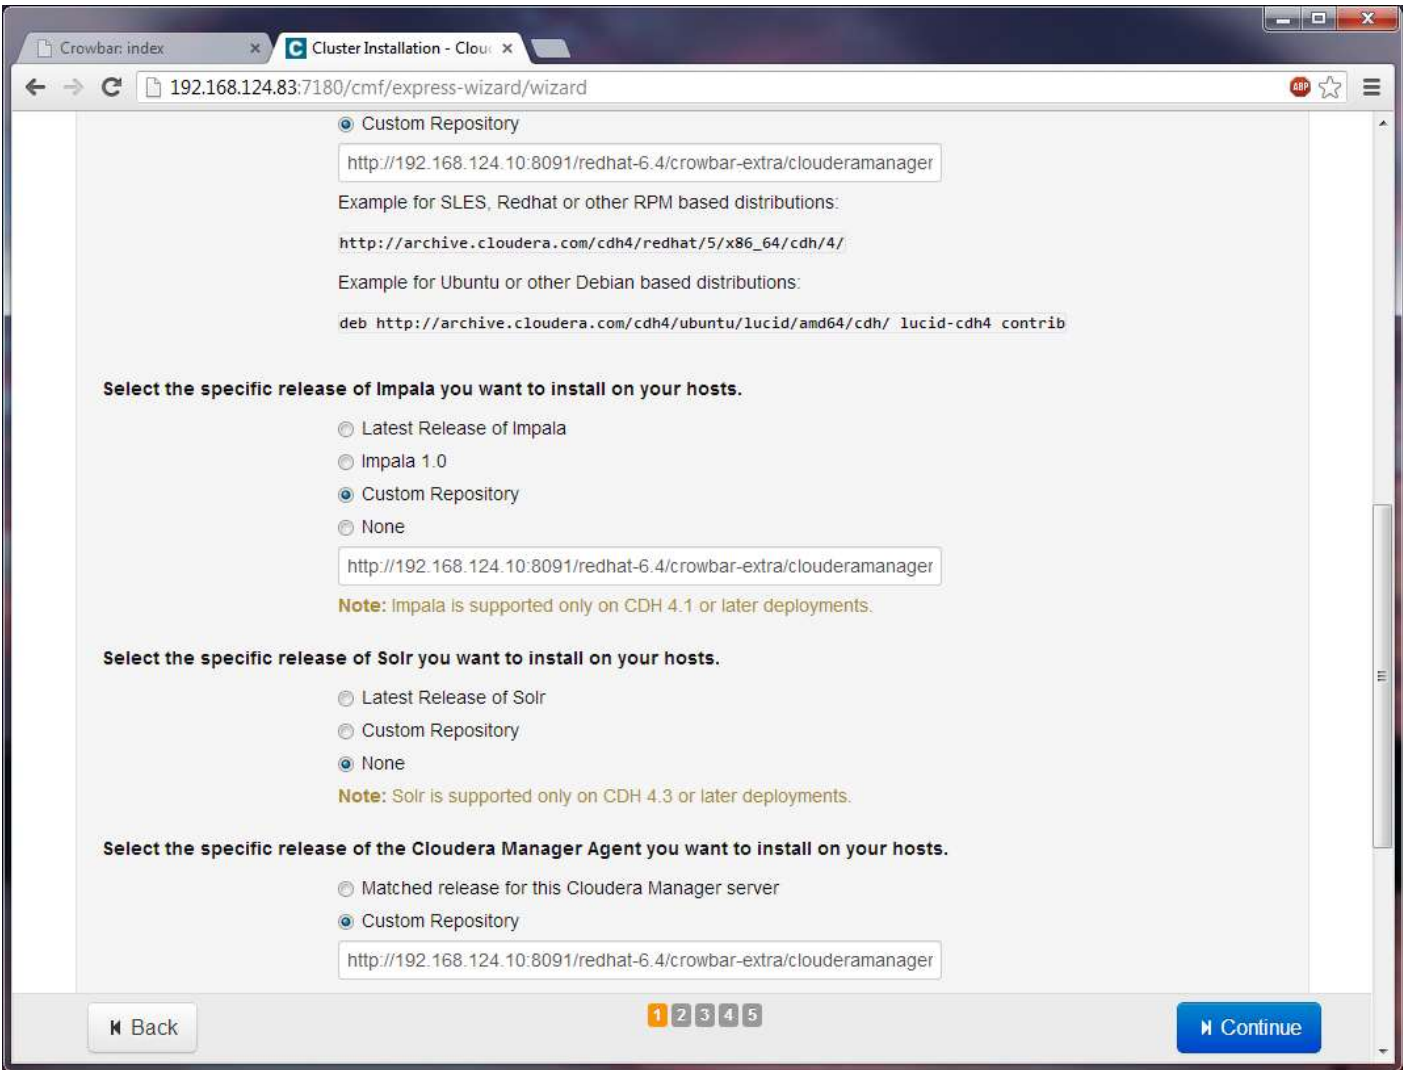 Crowbar: index
Cluster Installation - Clou
192.168.124.83:7180/cmf/express-wizard/wizard
ABP
Custom Repository
http://192.168.124.10:8091/redhat-6.4/crowbar-extra/clouderamanager
Example for SLES, Redhat or other RPM based distributions:
http://archive.cloudera.com/cdh4/redhat/5/x86_64/cdh/4/
Example for Ubuntu or other Debian based distributions:
deb http://archive.cloudera.com/cdh4/ubuntu/lucid/amd64/cdh/ lucid-cdh4 contrib
Select the specific release of Impala you want to install on your hosts.
Latest Release of Impala
Impala 1.0
Custom Repository
None
http://192.168.124.10:8091/redhat-6.4/crowbar-extra/clouderamanager
Note: Impala is supported only on CDH 4.1 or later deployments.
Select the specific release of Solr you want to install on your hosts.
Latest Release of Solr
Custom Repository
None
Note: Solr is supported only on CDH 4.3 or later deployments.
Select the specific release of the Cloudera Manager Agent you want to install on your hosts.
Matched release for this Cloudera Manager server
Custom Repository
http://192.168.124.10:8091/redhat-6.4/crowbar-extra/clouderamanager
Back
1 2 3 4 5
Continue